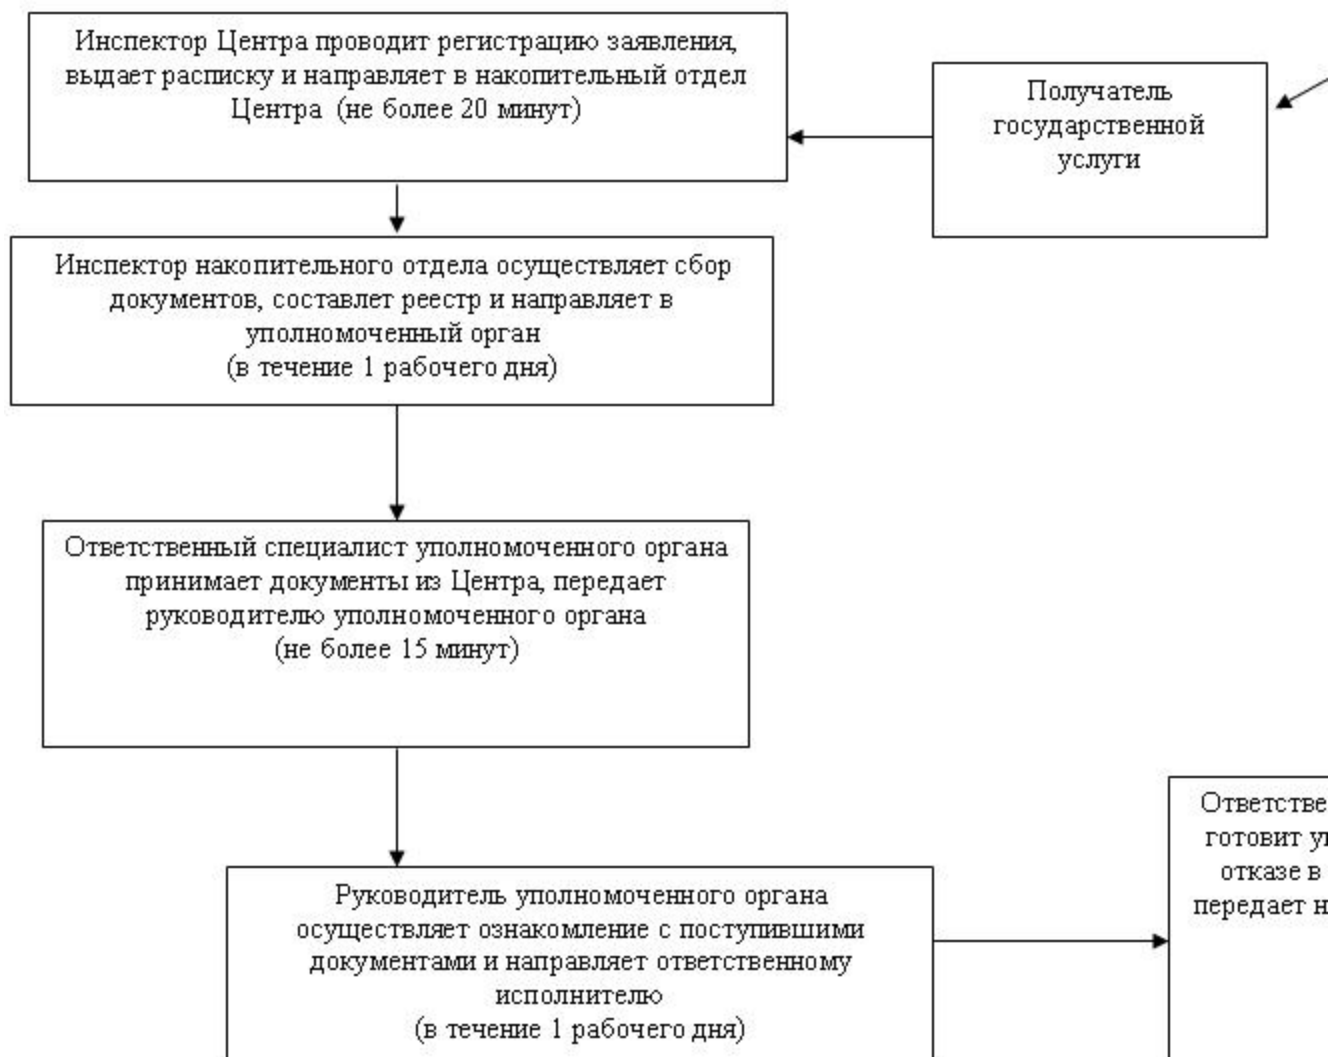 Инспектор Центра проводит регистрацию заявления,
выдает расписку и направляет в накопительный отдел
Центра (не более 20 минут)
Получатель
государственной
услуги
Инспектор накопительного отдела осуществляет сбор
документов, составлет реестр и направляет в
уполномоченный орган
(в течение 1 рабочего дня)
Ответственный специалист уполномоченного органа
принимает документы из Центра, передает
руководителю уполномоченного органа
(не более 15 минут)
Руководитель уполномоченного органа
осуществляет ознакомление с поступившими
документами и направляет ответственному
исполнителю
(в течение 1 рабочего дня)
готовит
отказе в
передает